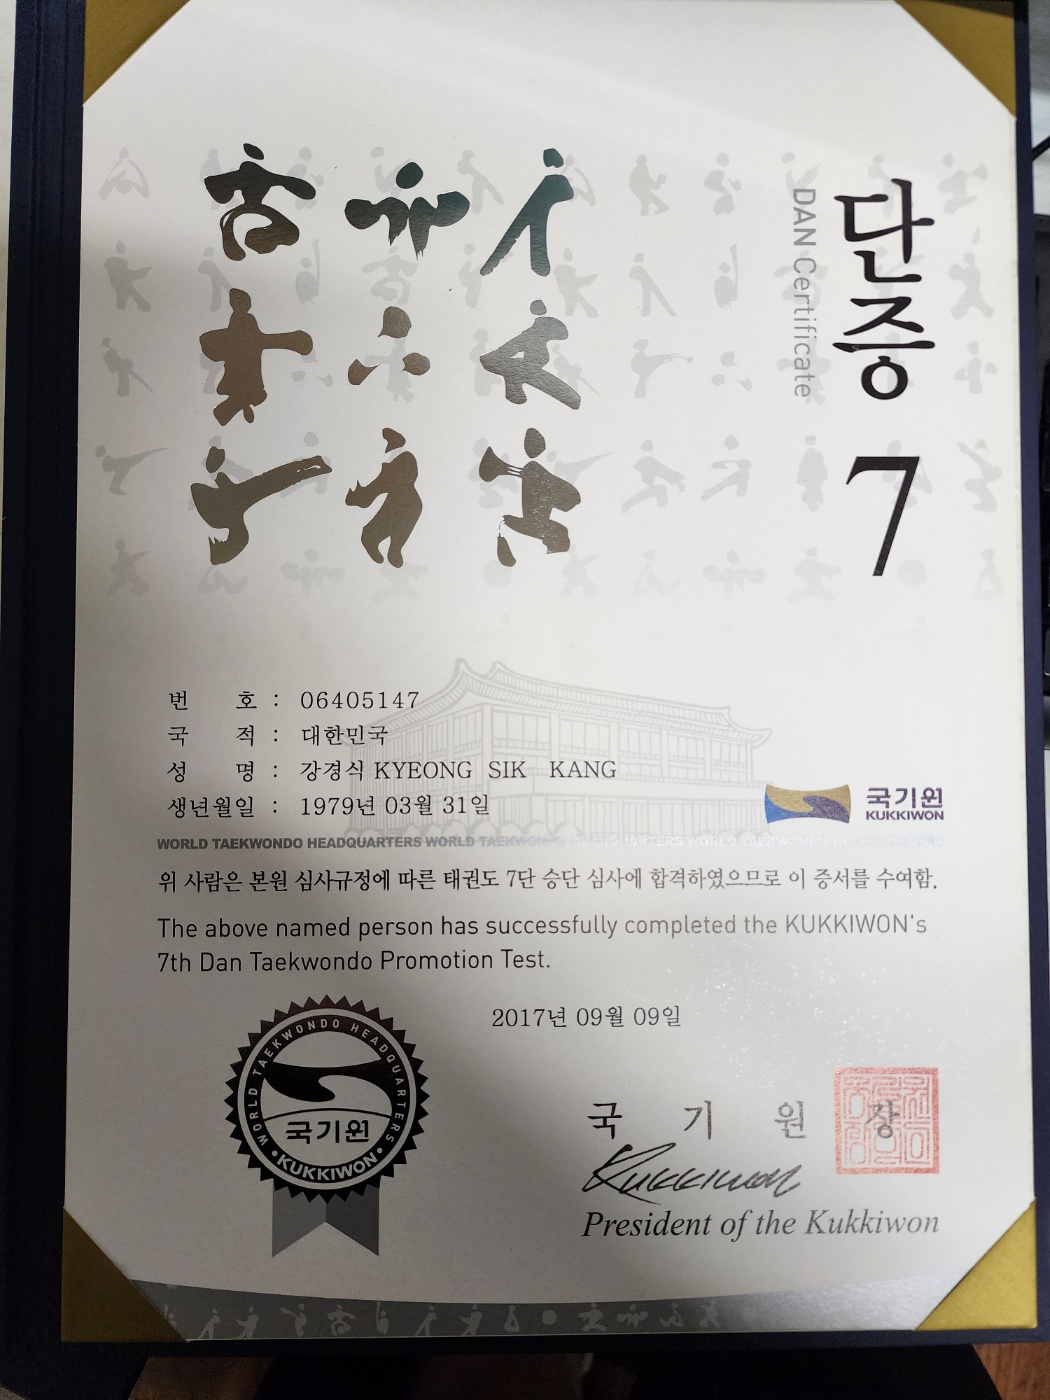 단증 7
DAN Certificate
번 호 : 06405147
국 적 : 대한민국
성 명 : 강경식 KYEONG SIK KANG
생년월일 : 1979년 03월 31일
국기원
KUKKIWON
WORLD TAEKWONDO HEADQUARTERS WORLD TAEKWONDO HEADQUARTERS WORLD TAEKWONDO
위 사람은 본원 심사규정에 따른 태권도 7단 승단 심사에 합격하였으므로 이 증서를 수여함.
The above named person has successfully completed the KUKKIWON's
7th Dan Taekwondo Promotion Test.
2017년 09월 09일
WORLD TAEKWONDO HEADQUARTERS
국기원
KUKKIWON
국 기 원 장
Kukkiwon
President of the Kukkiwon